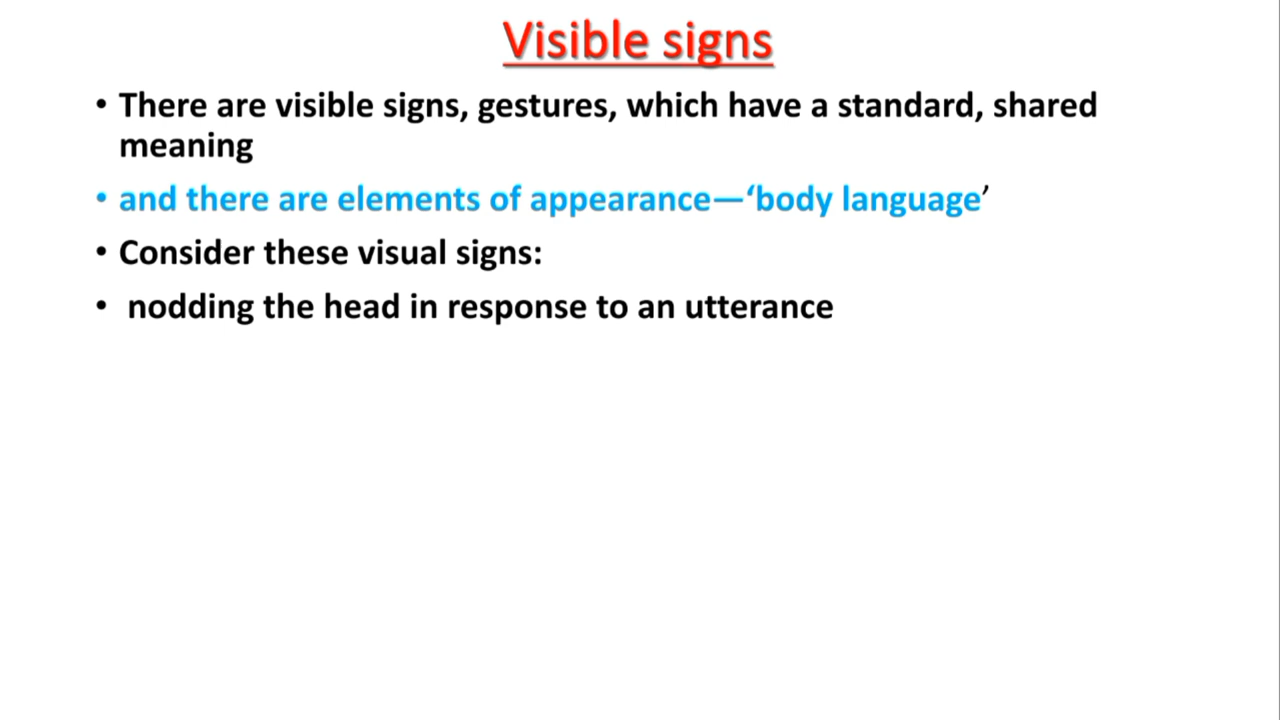 Visible signs
• There are visible signs, gestures, which have a standard, shared
meaning
• and there are elements of appearance—‘body language’
• Consider these visual signs:
• nodding the head in response to an utterance